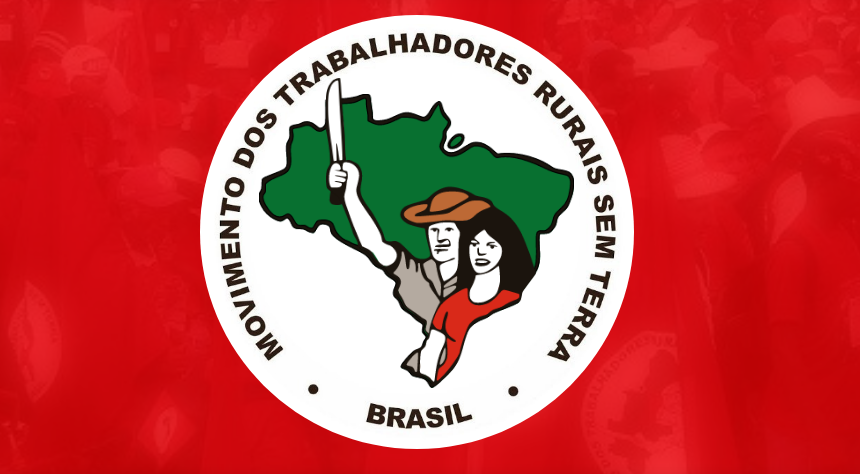 MOVIMENTO DOS TRABALHADORES RURAIS SEM TERRA
BRASIL